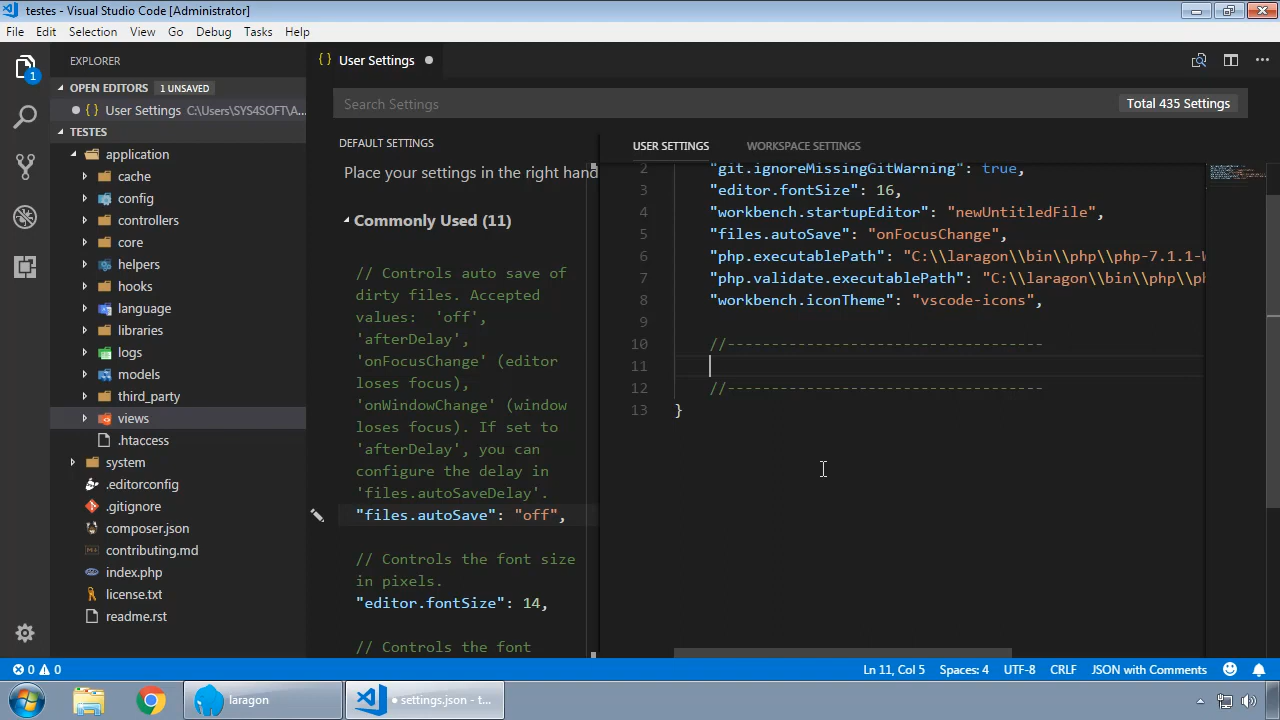 testes - Visual Studio Code [Administrator]
File Edit Selection View Go Debug Tasks Help
EXPLORER
OPEN EDITORS 1 UNSAVED
{ } User Settings C:\Users\SYS4SOFT\A...
TESTES
application
cache
config
controllers
core
helpers
hooks
language
libraries
logs
models
third_party
views
.htaccess
system
.editorconfig
.gitignore
composer.json
contributing.md
index.php
license.txt
readme.rst
1
{ } User Settings
Search Settings
Total 435 Settings
DEFAULT SETTINGS
Place your settings in the right hand
Commonly Used (11)
// Controls auto save of
dirty files. Accepted
values:  'off',
'afterDelay',
'onFocusChange' (editor
loses focus),
'onWindowChange' (window
loses focus). If set to
'afterDelay', you can
configure the delay in
'files.autoSaveDelay'.
"files.autoSave": "off",
// Controls the font size
in pixels.
"editor.fontSize": 14,
// Controls the font
USER SETTINGS WORKSPACE SETTINGS
2 "git.ignoreMissingGitWarning": true,
3 "editor.fontSize": 16,
4 "workbench.startupEditor": "newUntitledFile",
5 "files.autoSave": "onFocusChange",
6 "php.executablePath": "C:\\laragon\\bin\\php\\php-7.1.1-W
7 "php.validate.executablePath": "C:\\laragon\\bin\\php\\ph
8 "workbench.iconTheme": "vscode-icons",
9
10 //------------------------------------
11
12 //------------------------------------
13 }
0 0 Ln 11, Col 5 Spaces: 4 UTF-8 CRLF JSON with Comments
laragon
● settings.json - t...